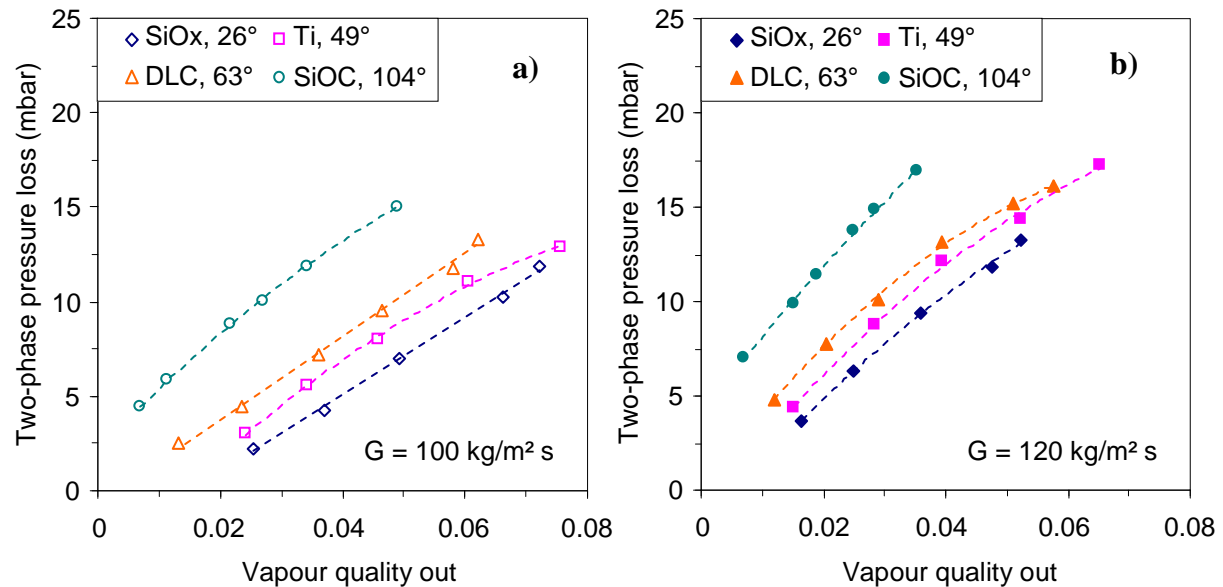 SiOx, 26° Ti, 49°
DLC, 63° SiOC, 104°
a)
25
20
15
10
5
0
Two-phase pressure loss (mbar)
G = 100 kg/m² s
0 0.02 0.04 0.06 0.08
Vapour quality out
SiOx, 26° Ti, 49°
DLC, 63° SiOC, 104°
b)
25
20
15
10
5
0
Two-phase pressure loss (mbar)
G = 120 kg/m² s
0 0.02 0.04 0.06 0.08
Vapour quality out